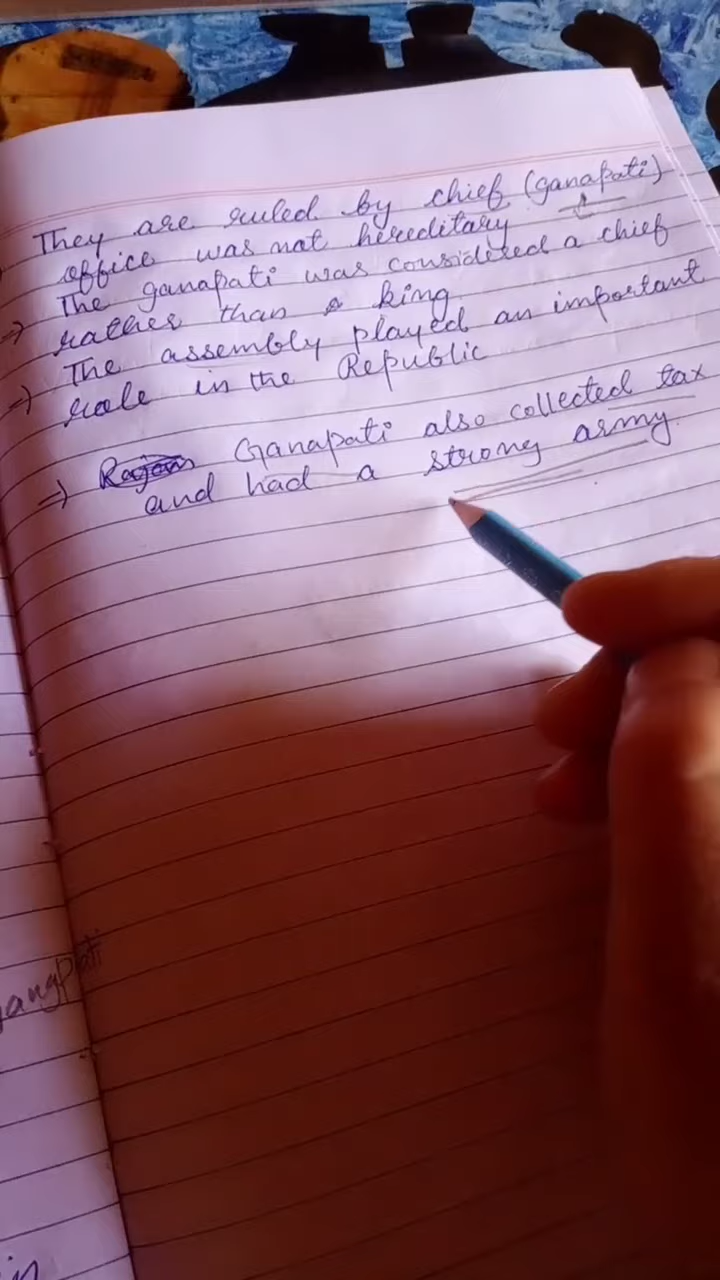 They are ruled by chief (ganapati)
office was not hereditary
The ganapati was considered a chief
⇒ rather than a king
The assembly played an important
⇒ role in the Republic
⇒ Ganapati also collected tax
and had a strong army.